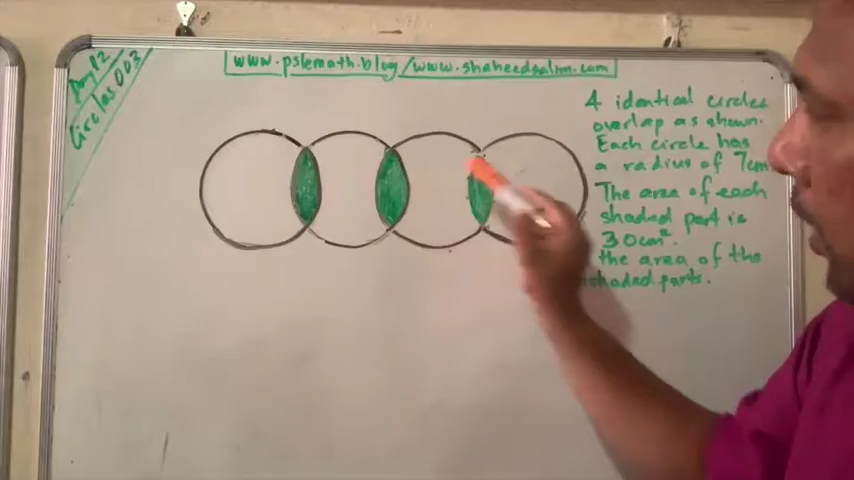 www.pslemath.blog/www.shaheedsalim.com
Circles 003
4 identical circles
overlap as shown.
Each circle has
a radius of 7cm
The area of each
shaded part is
30cm².
the area of the
shaded parts.